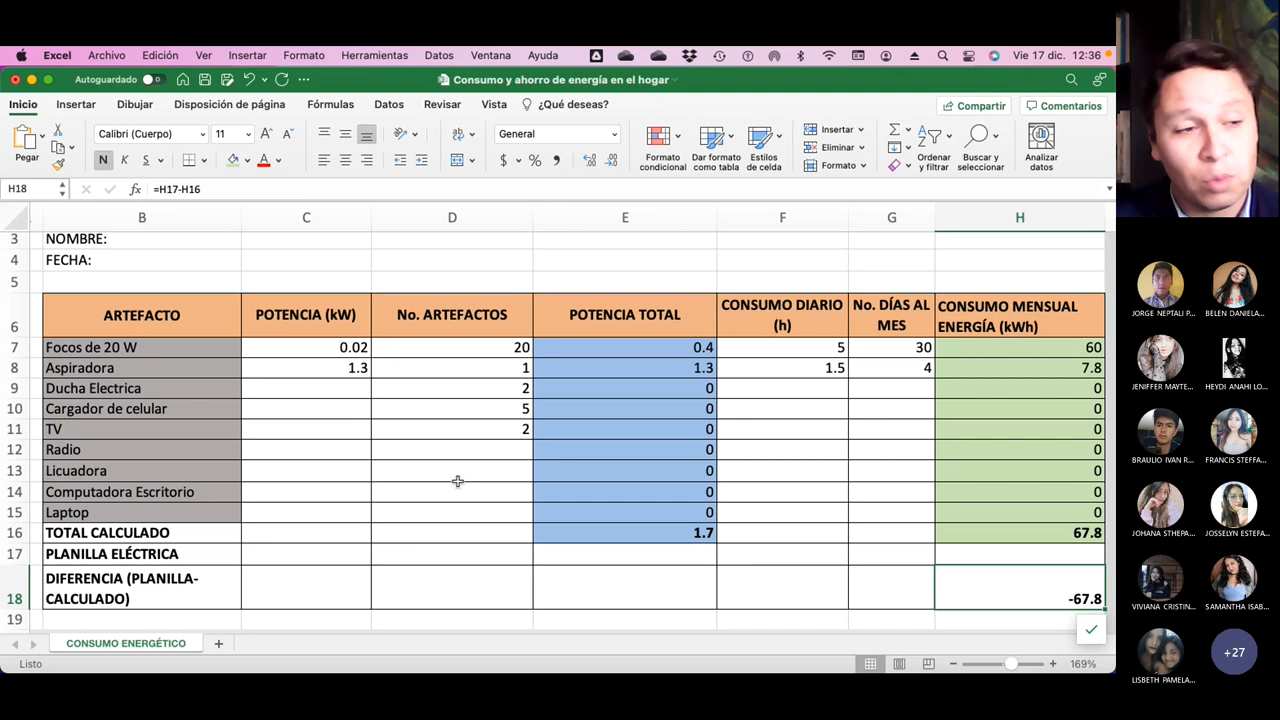 Excel Archivo Edición Ver Insertar Formato Herramientas Datos Ventana Ayuda Vie 17 dic. 12:36
Autoguardado Consumo y ahorro de energía en el hogar
Inicio Insertar Dibujar Disposición de página Fórmulas Datos Revisar Vista ¿Qué deseas? Compartir Comentarios
Pegar Calibri (Cuerpo) 11 General Formato condicional Dar formato como tabla Estilos de celda Insertar Eliminar Formato Ordenar y filtrar Buscar y seleccionar Analizar datos
N K S
H18 fx =H17-H16
B C D E F G H
3 NOMBRE:
4 FECHA:
5
6 ARTEFACTO POTENCIA (kW) No. ARTEFACTOS POTENCIA TOTAL CONSUMO DIARIO (h) No. DÍAS AL MES CONSUMO MENSUAL ENERGÍA (kWh)
7 Focos de 20 W 0.02 20 0.4 5 30 60
8 Aspiradora 1.3 1 1.3 1.5 4 7.8
9 Ducha Electrica 2 0 0
10 Cargador de celular 5 0 0
11 TV 2 0 0
12 Radio 0 0
13 Licuadora 0 0
14 Computadora Escritorio 0 0
15 Laptop 0 0
16 TOTAL CALCULADO 1.7 67.8
17 PLANILLA ELÉCTRICA
18 DIFERENCIA (PLANILLA-CALCULADO) -67.8
19
CONSUMO ENERGÉTICO
Listo 169%
JORGE NEPTALI P... BELEN DANIELA...
JENIFFER MAYTE... HEYDI ANAHI LO...
BRAULIO IVAN R... FRANCIS STEFFA...
JOHANA STHEPA... JOSSELYN ESTEFA...
VIVIANA CRISTIN... SAMANTHA ISAB...
+27
LISBETH PAMELA...